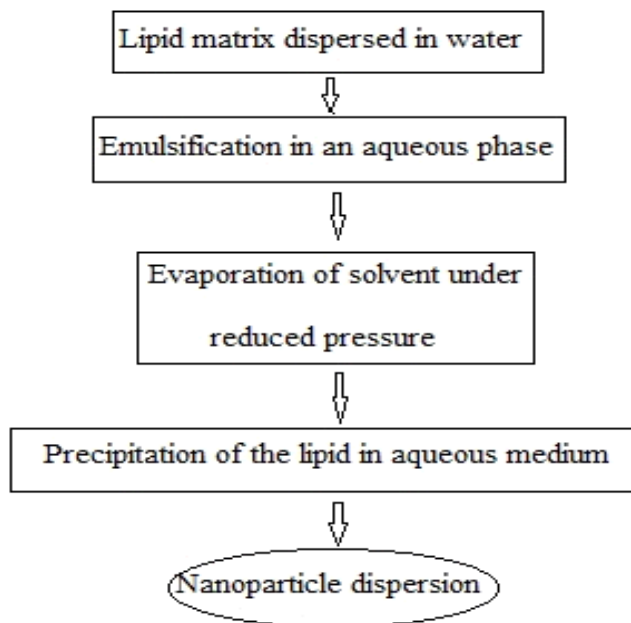 Lipid matrix dispersed in water
Emulsification in an aqueous phase
Evaporation of solvent under
reduced pressure
Precipitation of the lipid in aqueous medium
Nanoparticle dispersion